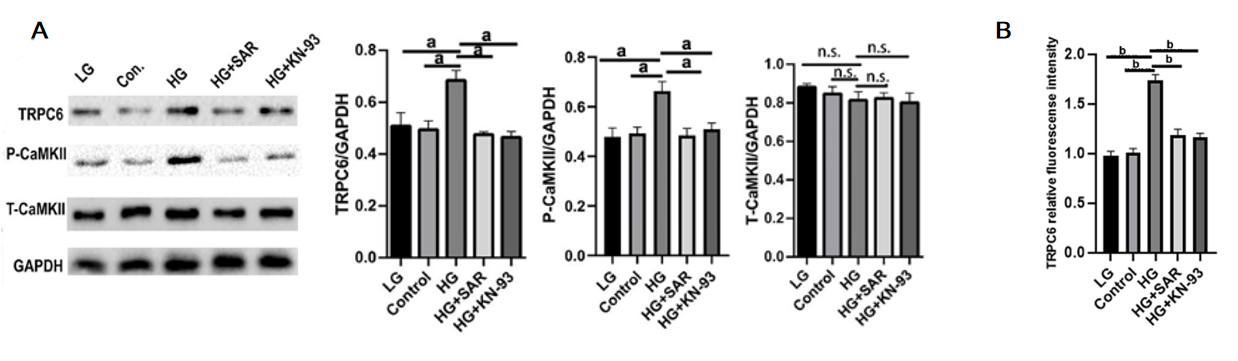 A
LG Con. HG HG+SAR HG+KN-93
TRPC6
P-CaMKII
T-CaMKII
GAPDH
TRPC6/GAPDH
0.8
0.6
0.4
0.2
0.0
a
a
a
a
LG Control HG HG+SAR HG+KN-93
P-CaMKII/GAPDH
0.8
0.6
0.4
0.2
0.0
a
a
a
a
LG Control HG HG+SAR HG+KN-93
T-CaMKII/GAPDH
1.0
0.8
0.6
0.4
0.2
0.0
n.s.
n.s.
n.s.
n.s.
LG Control HG HG+SAR HG+KN-93
B
TRPC6 relative fluorescense intensity
2.0
1.5
1.0
0.5
0.0
b
b
b
b
LG Control HG HG+SAR HG+KN-93